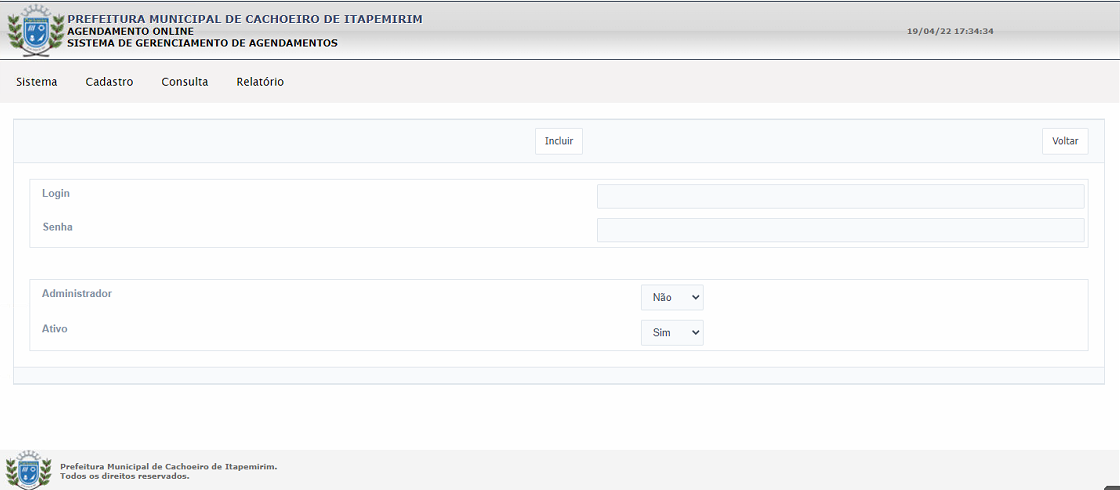 PREFEITURA MUNICIPAL DE CACHOEIRO DE ITAPEMIRIM
AGENDAMENTO ONLINE
SISTEMA DE GERENCIAMENTO DE AGENDAMENTOS
19/04/22 17:34:34
Sistema Cadastro Consulta Relatório
Incluir Voltar
Login
Senha
Administrador Não
Ativo Sim
Prefeitura Municipal de Cachoeiro de Itapemirim.
Todos os direitos reservados.